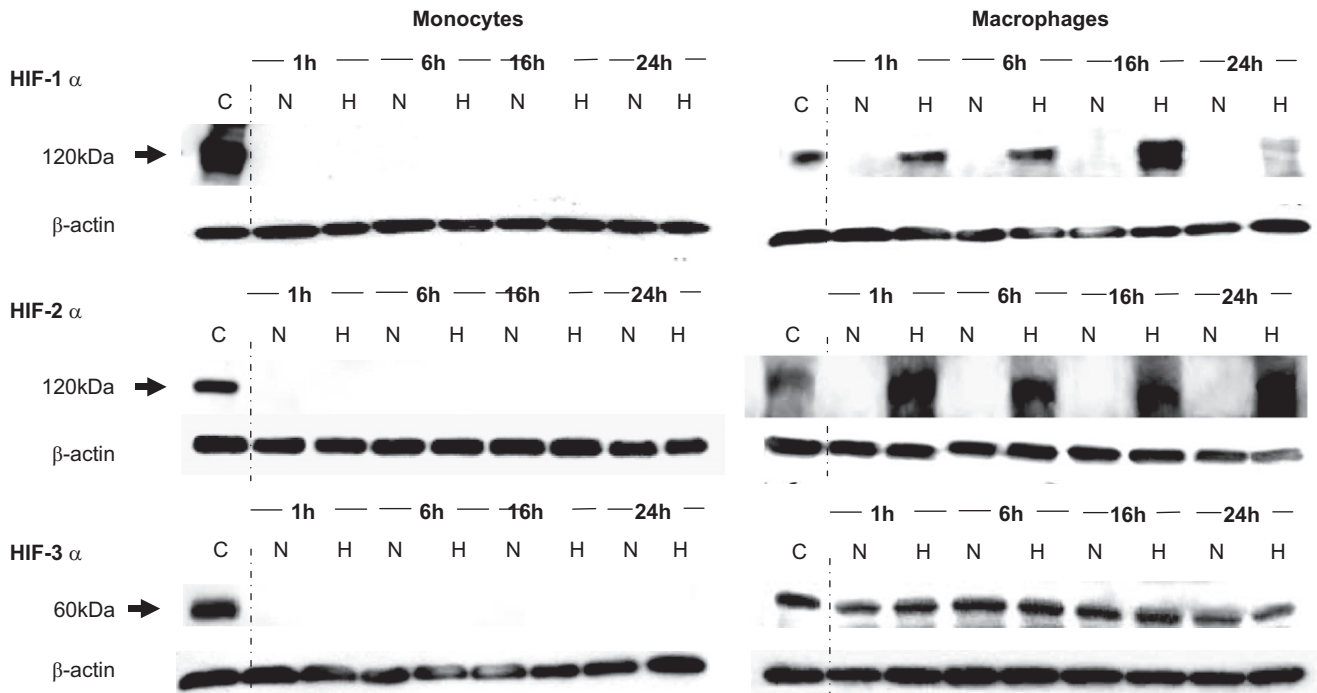 Monocytes Macrophages
1h 6h 16h 24h 1h 6h 16h 24h
HIF-1 α
C N H N H N H N H C N H N H N H N H
120kDa
β-actin
1h 6h 16h 24h 1h 6h 16h 24h
HIF-2 α
C N H N H N H N H C N H N H N H N H
120kDa
β-actin
1h 6h 16h 24h 1h 6h 16h 24h
HIF-3 α
C N H N H N H N H C N H N H N H N H
60kDa
β-actin